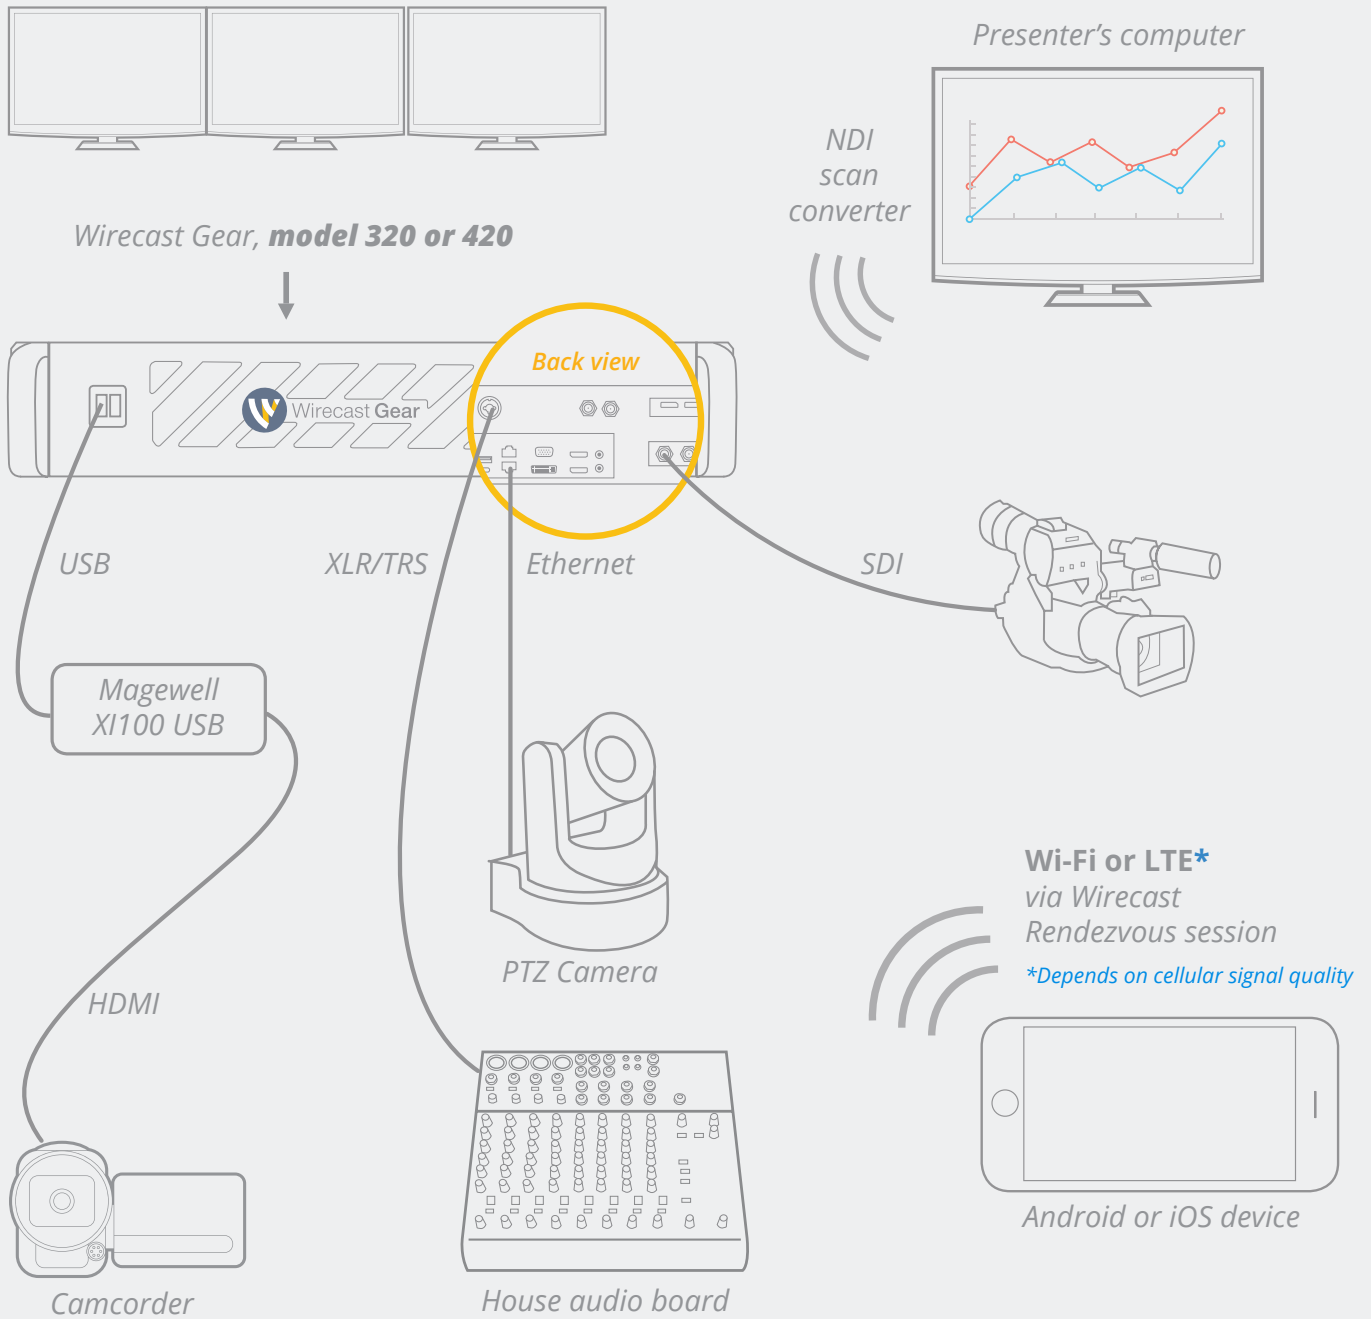 Presenter's computer
NDI
scan
converter
Wirecast Gear, model 320 or 420
Back view
Wirecast Gear
USB
XLR/TRS
Ethernet
SDI
Magewell
XI100 USB
Wi-Fi or LTE*
via Wirecast
Rendezvous session
*Depends on cellular signal quality
PTZ Camera
HDMI
Android or iOS device
House audio board
Camcorder